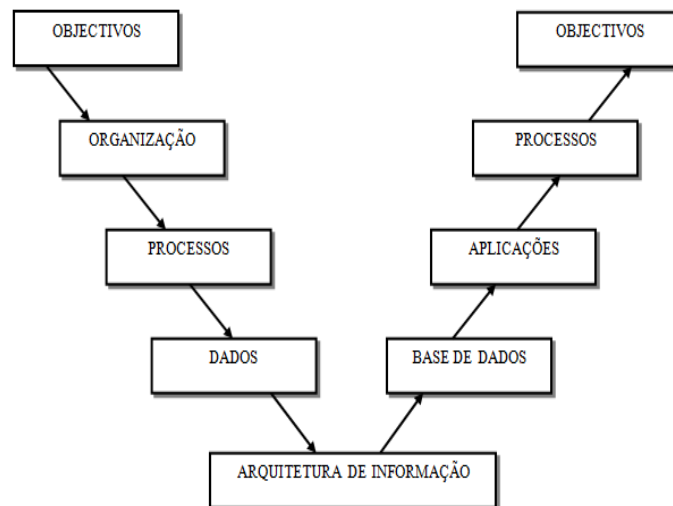 OBJECTIVOS
OBJECTIVOS
ORGANIZAÇÃO
PROCESSOS
PROCESSOS
APLICAÇÕES
DADOS
BASE DE DADOS
ARQUITETURA DE INFORMAÇÃO